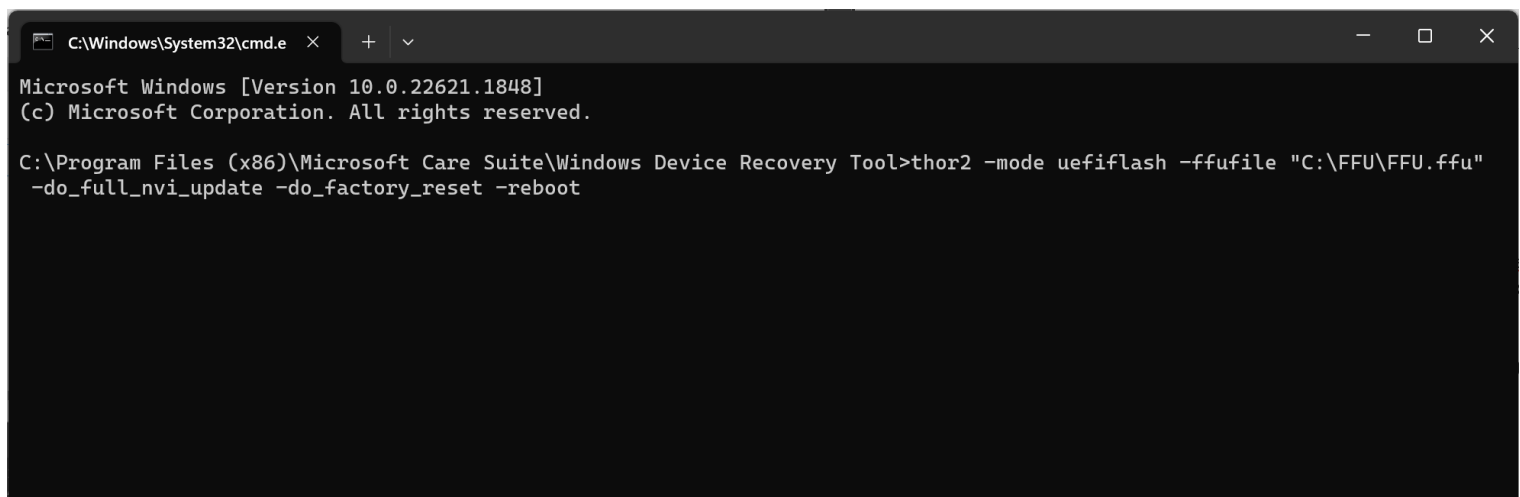 C:\Windows\System32\cmd.e
Microsoft Windows [Version 10.0.22621.1848]
(c) Microsoft Corporation. All rights reserved.
C:\Program Files (x86)\Microsoft Care Suite\Windows Device Recovery Tool>thor2 -mode uefiflash -ffufile "C:\FFU\FFU.ffu"
-do_full_nvi_update -do_factory_reset -reboot